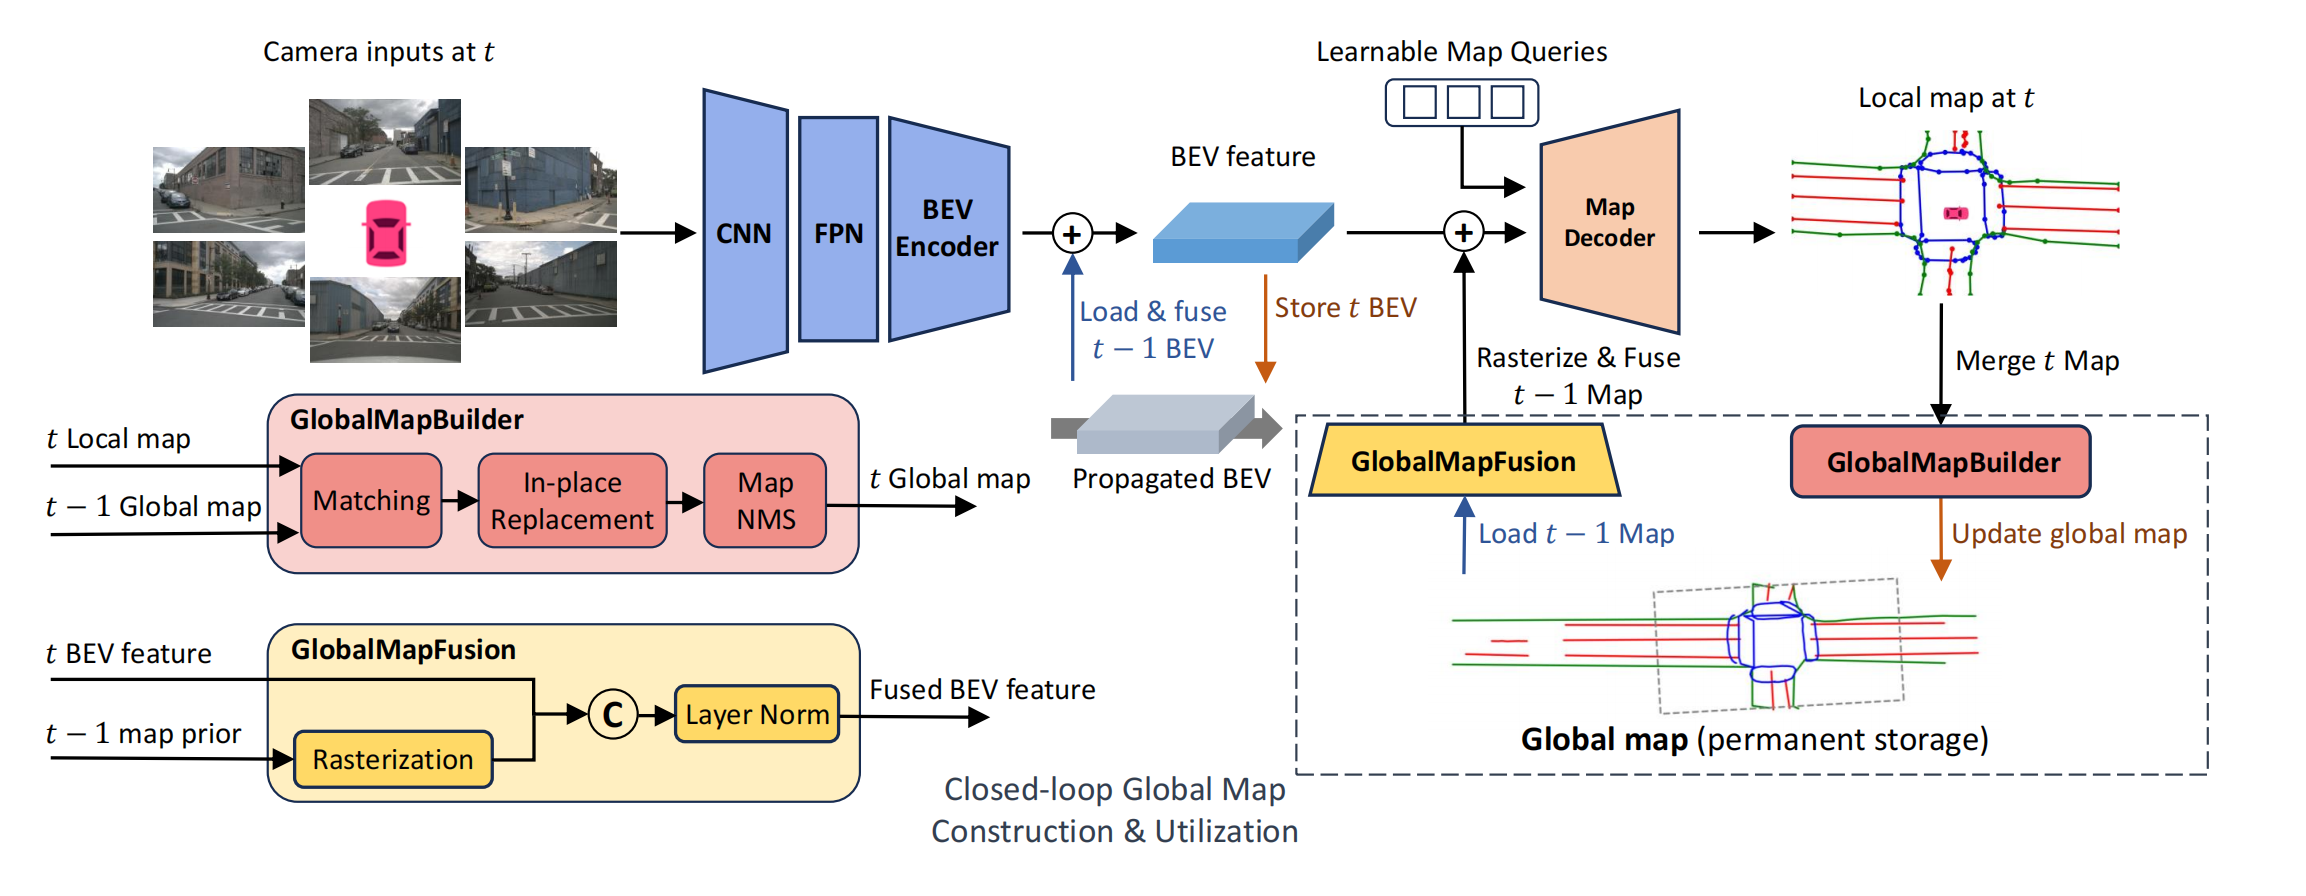 Camera inputs at t
Learnable Map Queries
Local map at t
BEV feature
CNN
FPN
BEV
Encoder
+
+
Map
Decoder
Load & fuse
t − 1 BEV
Store t BEV
Rasterize & Fuse
t − 1 Map
Merge t Map
Propagated BEV
GlobalMapBuilder
t Local map
t − 1 Global map
Matching
In-place
Replacement
Map
NMS
t Global map
GlobalMapFusion
GlobalMapBuilder
Load t − 1 Map
Update global map
Global map (permanent storage)
GlobalMapFusion
t BEV feature
t − 1 map prior
Rasterization
C
Layer Norm
Fused BEV feature
Closed-loop Global Map
Construction & Utilization